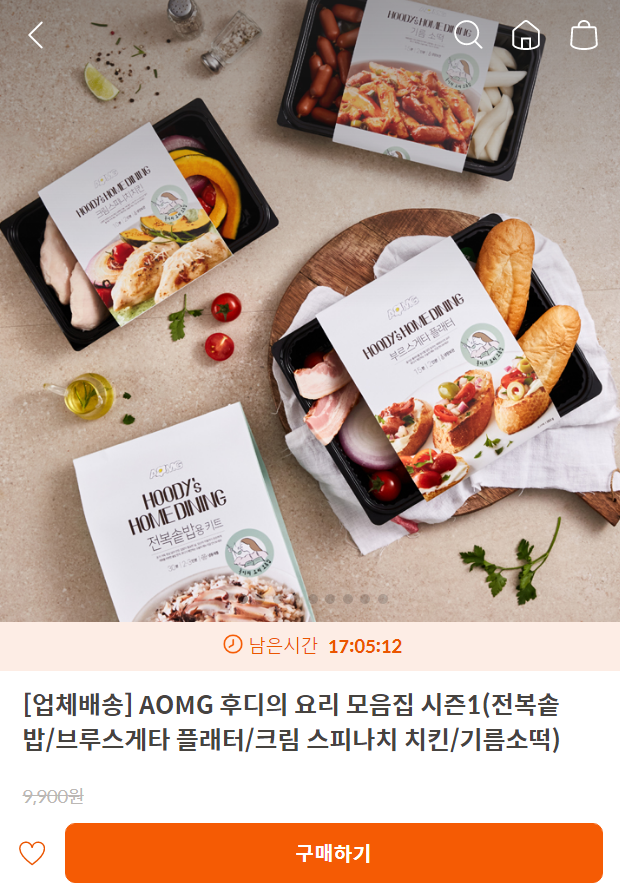 HOODY's HOME DINING
기름 소떡
HOODY's HOME DINING
크림 스피나치 치킨
HOODY's HOME DINING
부르스게타 플래터
HOODY's
HOME DINING
전복솥밥용 키트
남은시간 17:05:12
[업체배송] AOMG 후디의 요리 모음집 시즌1(전복솥
밥/브루스게타 플래터/크림 스피나치 치킨/기름소떡)
9,900원
구매하기